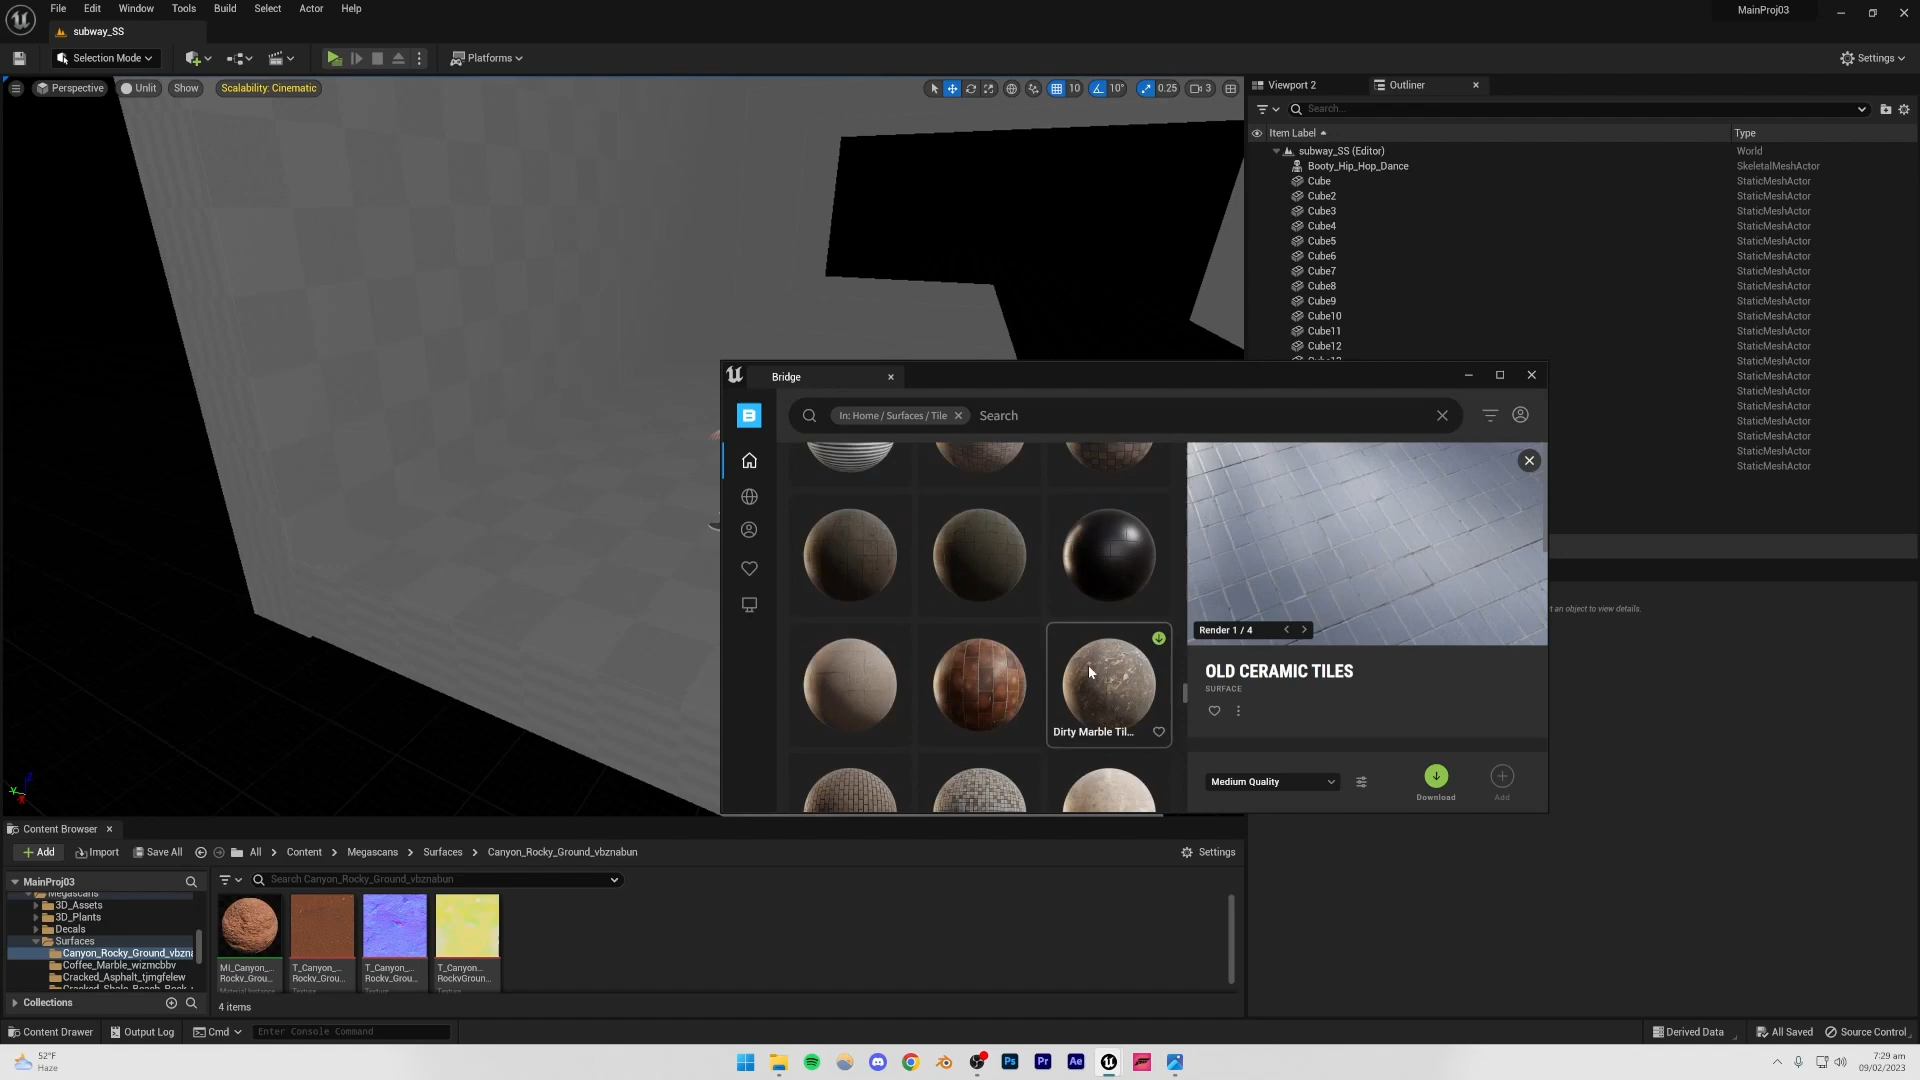 File Edit Window Tools Build Select Actor Help
MainProj03
subway_SS
Selection Mode
Platforms
Settings
Perspective Unlit Show Scalability: Cinematic
10 10° 0.25 3
Viewport 2 Outliner
Search...
Item Label Type
subway_SS (Editor) World
Booty_Hip_Hop_Dance SkeletalMeshActor
Cube StaticMeshActor
Cube2 StaticMeshActor
Cube3 StaticMeshActor
Cube4 StaticMeshActor
Cube5 StaticMeshActor
Cube6 StaticMeshActor
Cube7 StaticMeshActor
Cube8 StaticMeshActor
Cube9 StaticMeshActor
Cube10 StaticMeshActor
Cube11 StaticMeshActor
Cube12 StaticMeshActor
StaticMeshActor
StaticMeshActor
StaticMeshActor
StaticMeshActor
StaticMeshActor
StaticMeshActor
StaticMeshActor
StaticMeshActor
Bridge
In: Home / Surfaces / Tile Search
Render 1 / 4
OLD CERAMIC TILES
SURFACE
Dirty Marble Til...
Medium Quality
Download Add
t an object to view details.
Content Browser
Add Import Save All All Content Megascans Surfaces Canyon_Rocky_Ground_vbznabun Settings
MainProj03
Search Canyon_Rocky_Ground_vbznabun
Megascans
3D_Assets
3D_Plants
Decals
Surfaces
Canyon_Rocky_Ground_vbzna
Coffee_Marble_wizmcbbv
Cracked_Asphalt_tjmgfelew
Collections
MI_Canyon_...
Rocky_Grou...
T_Canyon_...
Rocky_Grou...
T_Canyon_...
Rocky_Grou...
T_Canyon...
RockyGroun...
4 items
Content Drawer Output Log Cmd Enter Console Command
Derived Data All Saved Source Control
52°F
Haze
Ps Pr Ae
7:29 am
09/02/2023